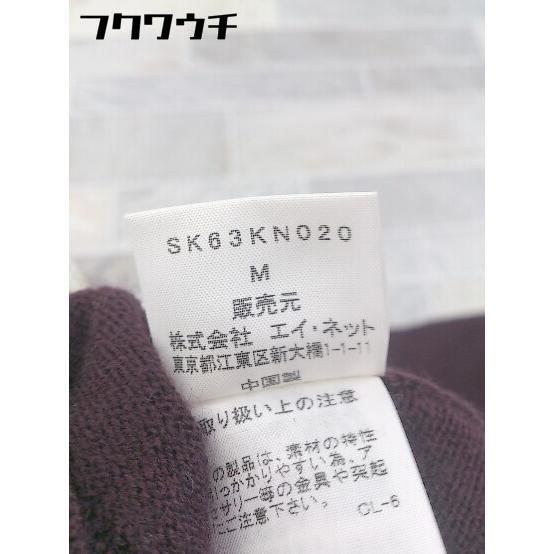 フクワウチ
SK63KN020
M
販売元
株式会社 エイ・ネット
東京都江東区新大橋1-1-11
中国製
取り扱い上の注意
の製品は、素材の特性
引っかかりやすい為、ア
セサリー等の金具や突起
にご注意下さい。
CL-6